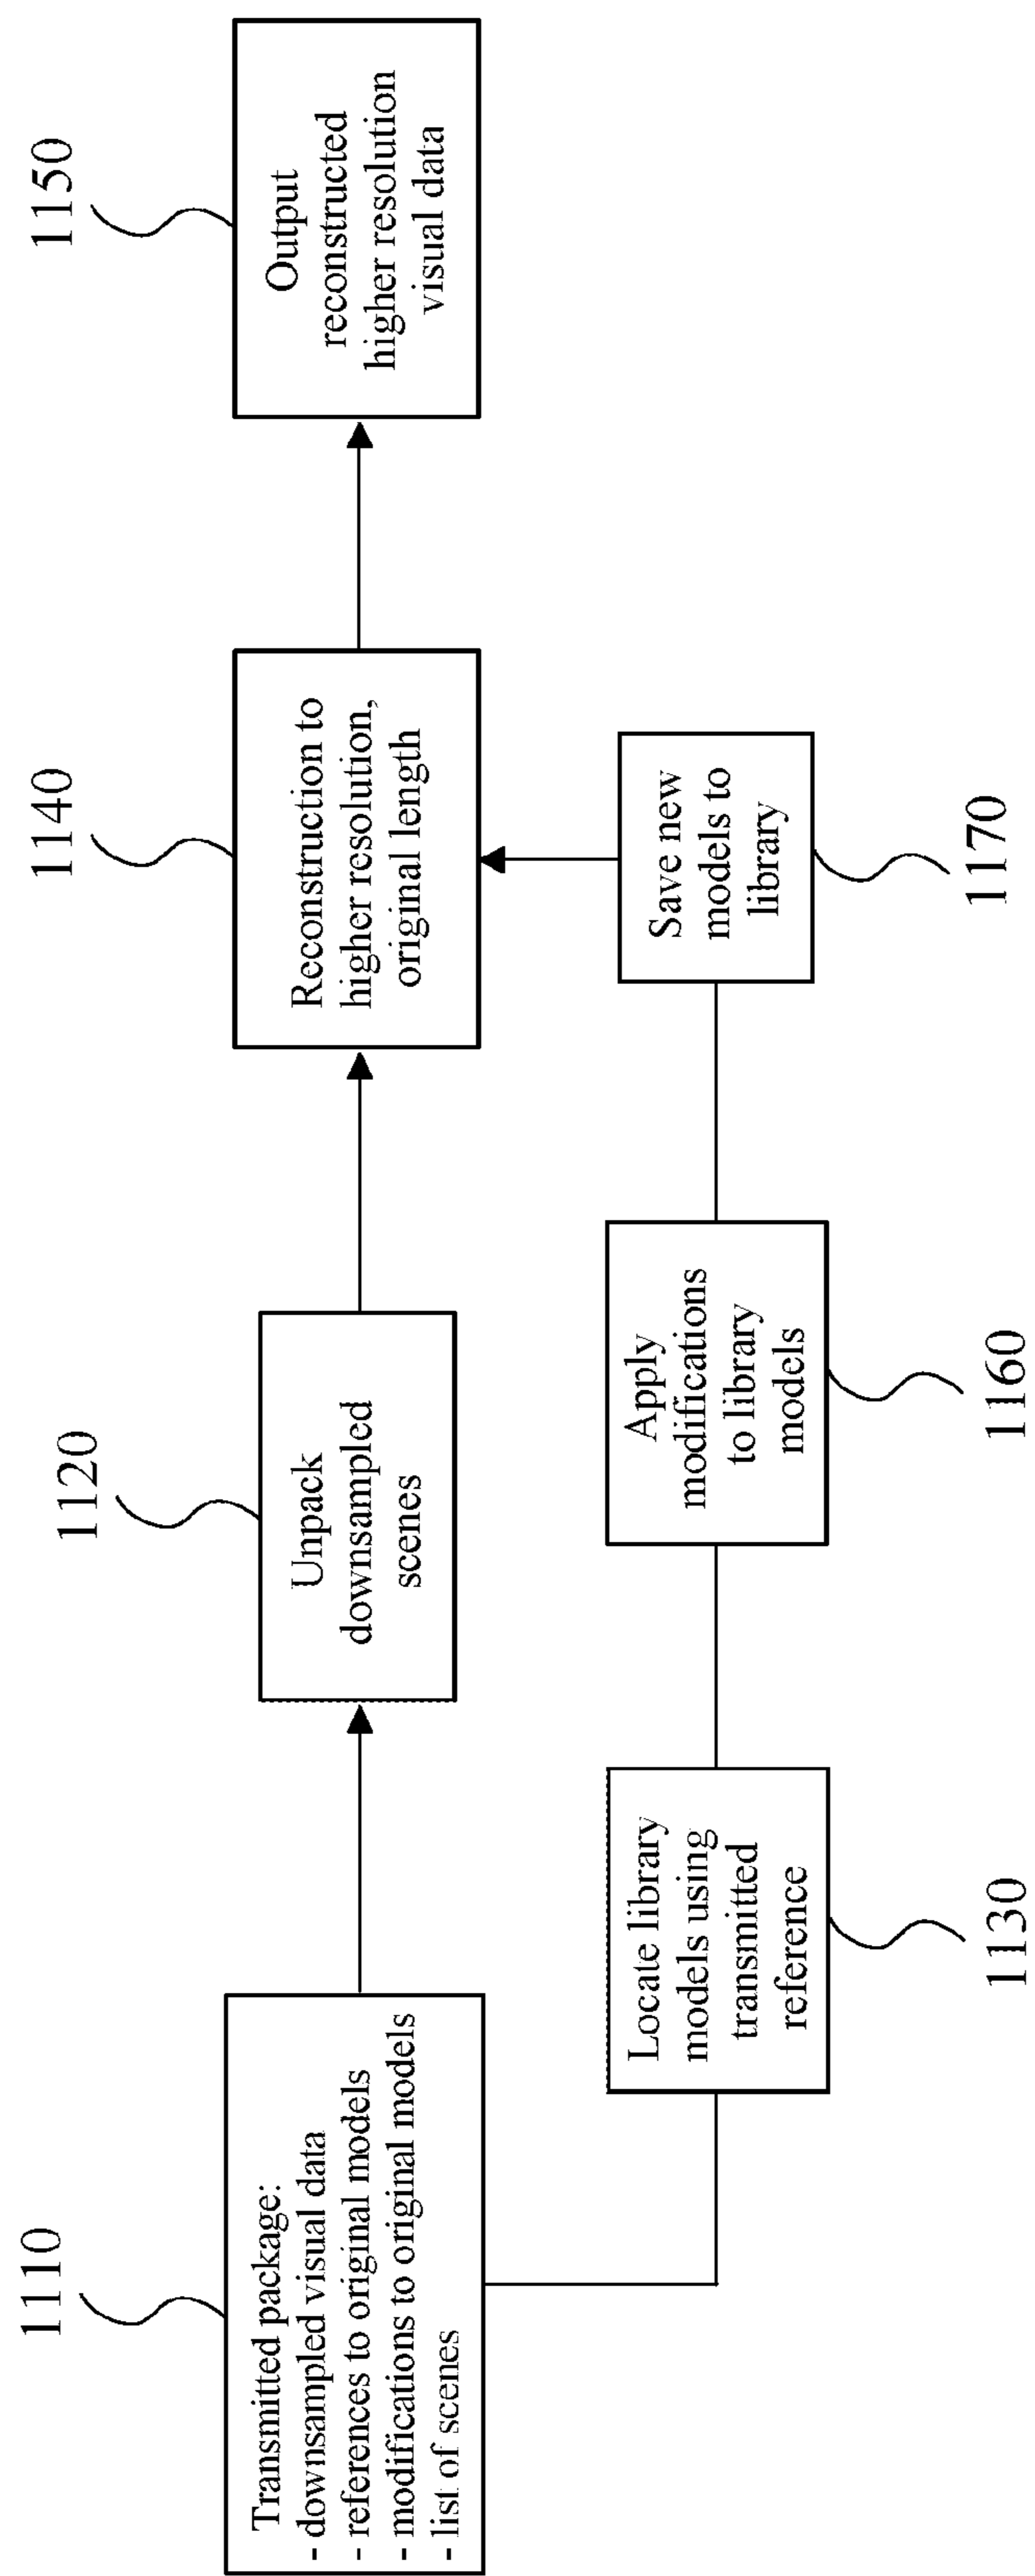 1110
Transmitted package:
- downsampled visual data
- references to original models
- modifications to original models
- list of scenes
1120
Unpack
downsampled
scenes
1140
Reconstruction to
higher resolution,
original length
1150
Output
reconstructed
higher resolution
visual data
Locate library
models using
transmitted
reference
1130
Apply
modifications
to library
models
1160
Save new
models to
library
1170